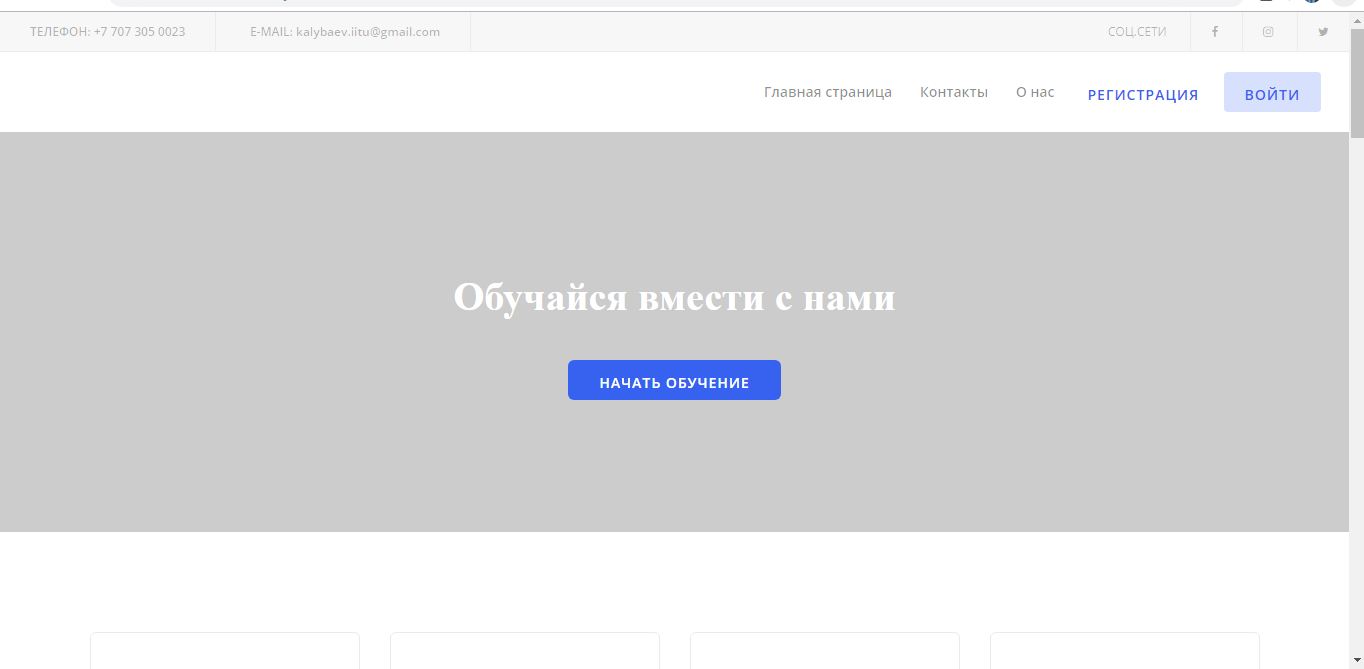 ТЕЛЕФОН: +7 707 305 0023 E-MAIL: kalybaev.iitu@gmail.com СОЦ.СЕТИ
Главная страница Контакты О нас РЕГИСТРАЦИЯ ВОЙТИ
Обучайся вмести с нами
НАЧАТЬ ОБУЧЕНИЕ